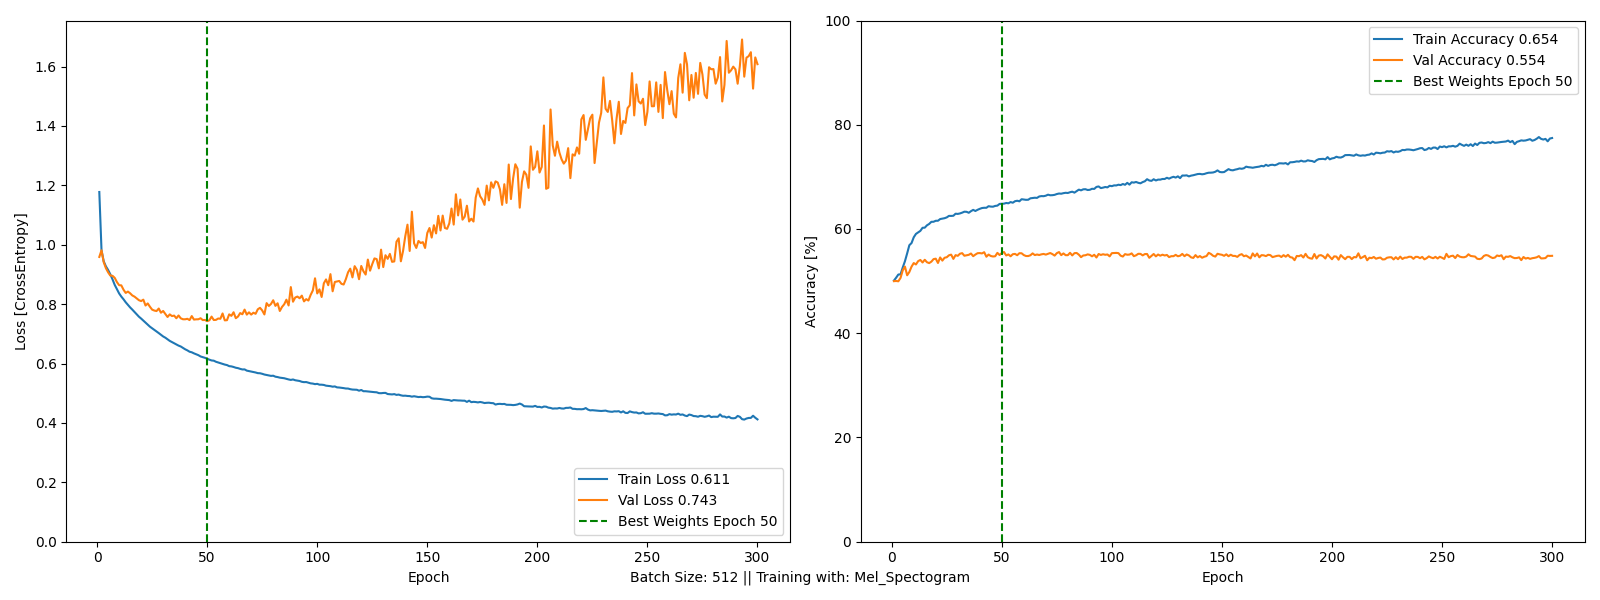 Loss [CrossEntropy]
1.6
1.4
1.2
1.0
0.8
0.6
0.4
0.2
0.0
0 50 100 150 200 250 300
Epoch
Train Loss 0.611
Val Loss 0.743
Best Weights Epoch 50
Accuracy [%]
100
80
60
40
20
0
0 50 100 150 200 250 300
Epoch
Train Accuracy 0.654
Val Accuracy 0.554
Best Weights Epoch 50
Batch Size: 512 || Training with: Mel_Spectogram